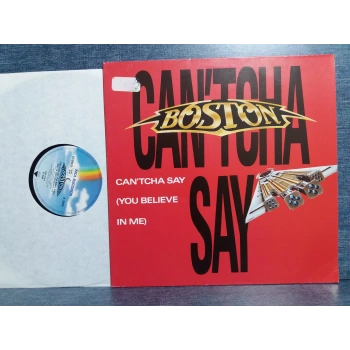 CAN'TCHA
BOSTON
CAN'TCHA SAY
(YOU BELIEVE
IN ME)
SAY